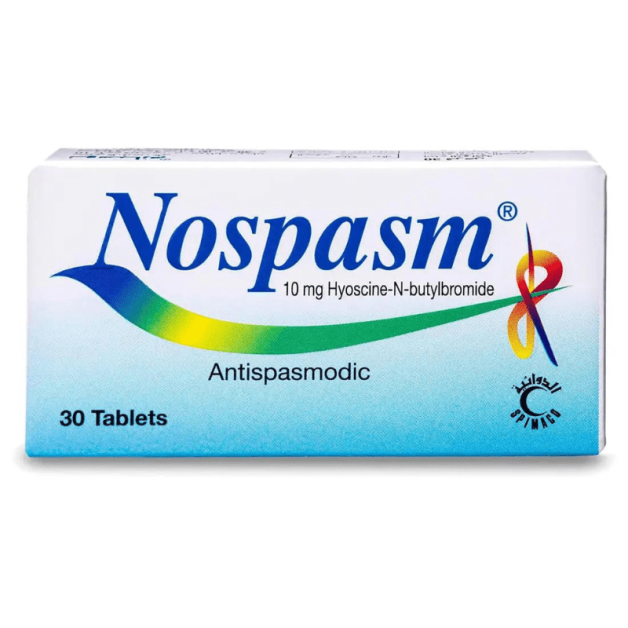 Nospasm®
10 mg Hyoscine-N-butylbromide
Antispasmodic
30 Tablets
الدوائية
SPIMACO